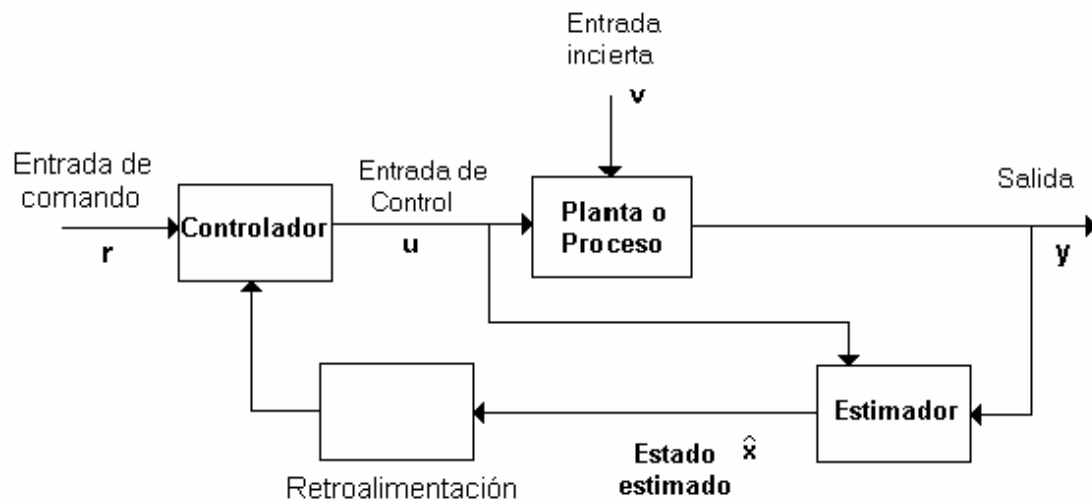 Entrada
incierta
v
Entrada de
comando
r
Controlador
Entrada de
Control
u
Planta o
Proceso
Salida
y
Estimador
Estado x̂
estimado
Retroalimentación